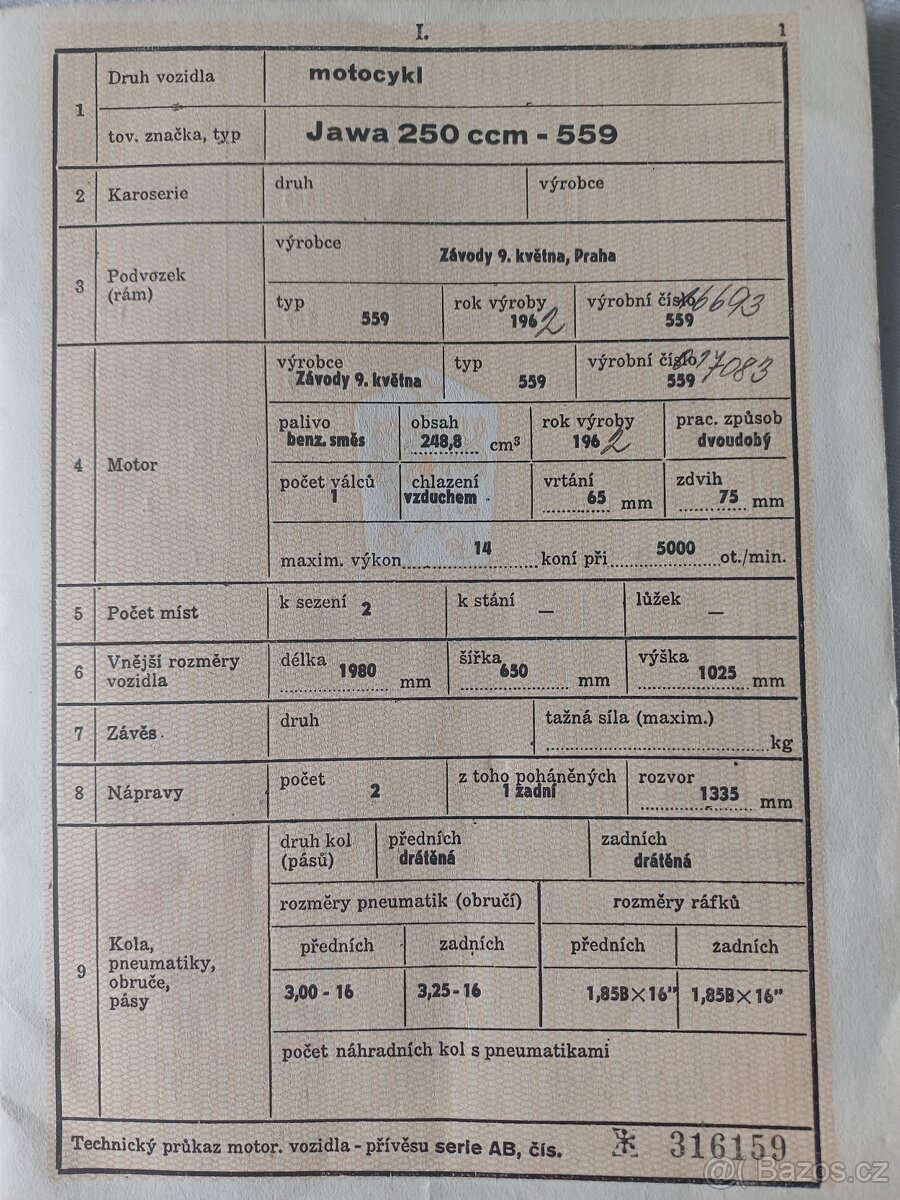 I. 1
1 Druh vozidla motocykl
tov. značka, typ Jawa 250 ccm - 559
2 Karoserie druh výrobce
3 Podvozek (rám) výrobce
Závody 9. května, Praha
typ rok výroby výrobní číslo
559 1962 559 16693
4 Motor výrobce typ výrobní číslo
Závody 9. května 559 559 017083
palivo obsah rok výroby prac. způsob
benz. směs 248,8 cm³ 1962 dvoudobý
počet válců chlazení vrtání zdvih
1 vzduchem 65 mm 75 mm
maxim. výkon 14 koní při 5000 ot./min.
5 Počet míst k sezení 2 k stání — lůžek —
6 Vnější rozměry vozidla délka šířka výška
1980 mm 650 mm 1025 mm
7 Závěs druh tažná síla (maxim.)
kg
8 Nápravy počet z toho poháněných rozvor
2 1 zadní 1335 mm
9 Kola, pneumatiky, obruče, pásy
druh kol (pásů) předních zadních
drátěná drátěná
rozměry pneumatik (obručí) rozměry ráfků
předních zadních předních zadních
3,00 - 16 3,25 - 16 1,85B×16" 1,85B×16"
počet náhradních kol s pneumatikami
Technický průkaz motor. vozidla - přívěsu serie AB, čís. 316159
Bazos.cz